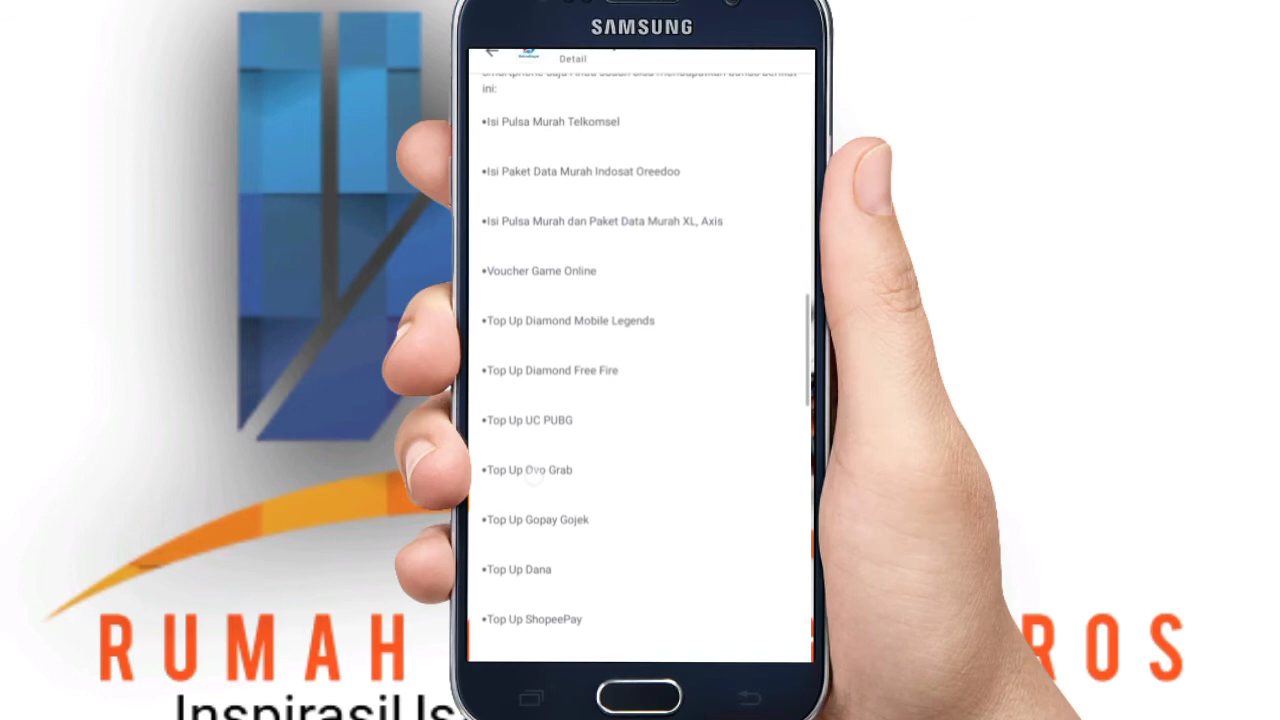 SAMSUNG
Detail
ini:
•Isi Pulsa Murah Telkomsel
•Isi Paket Data Murah Indosat Oreedoo
•Isi Pulsa Murah dan Paket Data Murah XL, Axis
•Voucher Game Online
•Top Up Diamond Mobile Legends
•Top Up Diamond Free Fire
•Top Up UC PUBG
•Top Up Ovo Grab
•Top Up Gopay Gojek
•Top Up Dana
•Top Up ShopeePay
RUMAH ROS
InspirasiUs